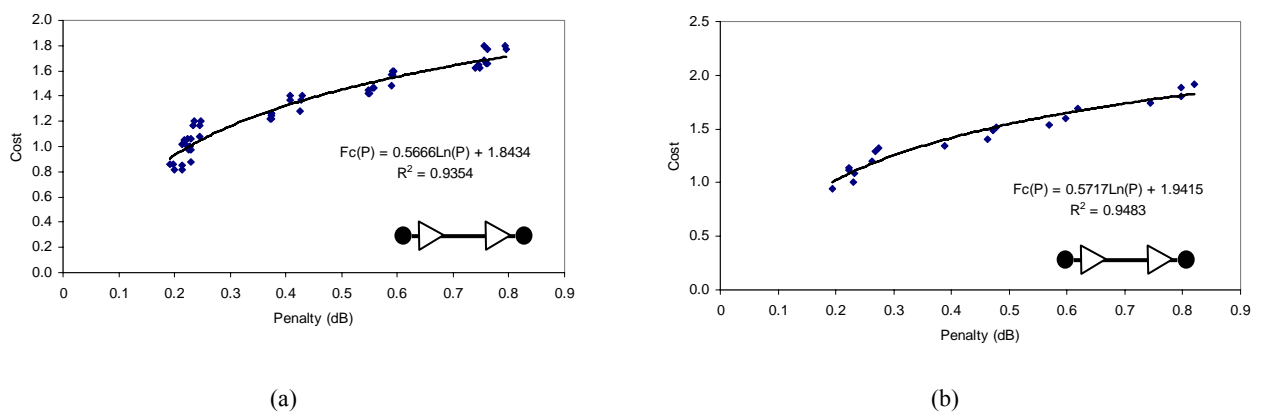 2.0
1.8
1.6
1.4
1.2
1.0
0.8
0.6
0.4
0.2
0.0
Cost
Fc(P) = 0.5666Ln(P) + 1.8434
R² = 0.9354
0 0.1 0.2 0.3 0.4 0.5 0.6 0.7 0.8 0.9
Penalty (dB)
(a)
2.5
2.0
1.5
1.0
0.5
0.0
Cost
Fc(P) = 0.5717Ln(P) + 1.9415
R² = 0.9483
0 0.1 0.2 0.3 0.4 0.5 0.6 0.7 0.8 0.9
Penalty (dB)
(b)